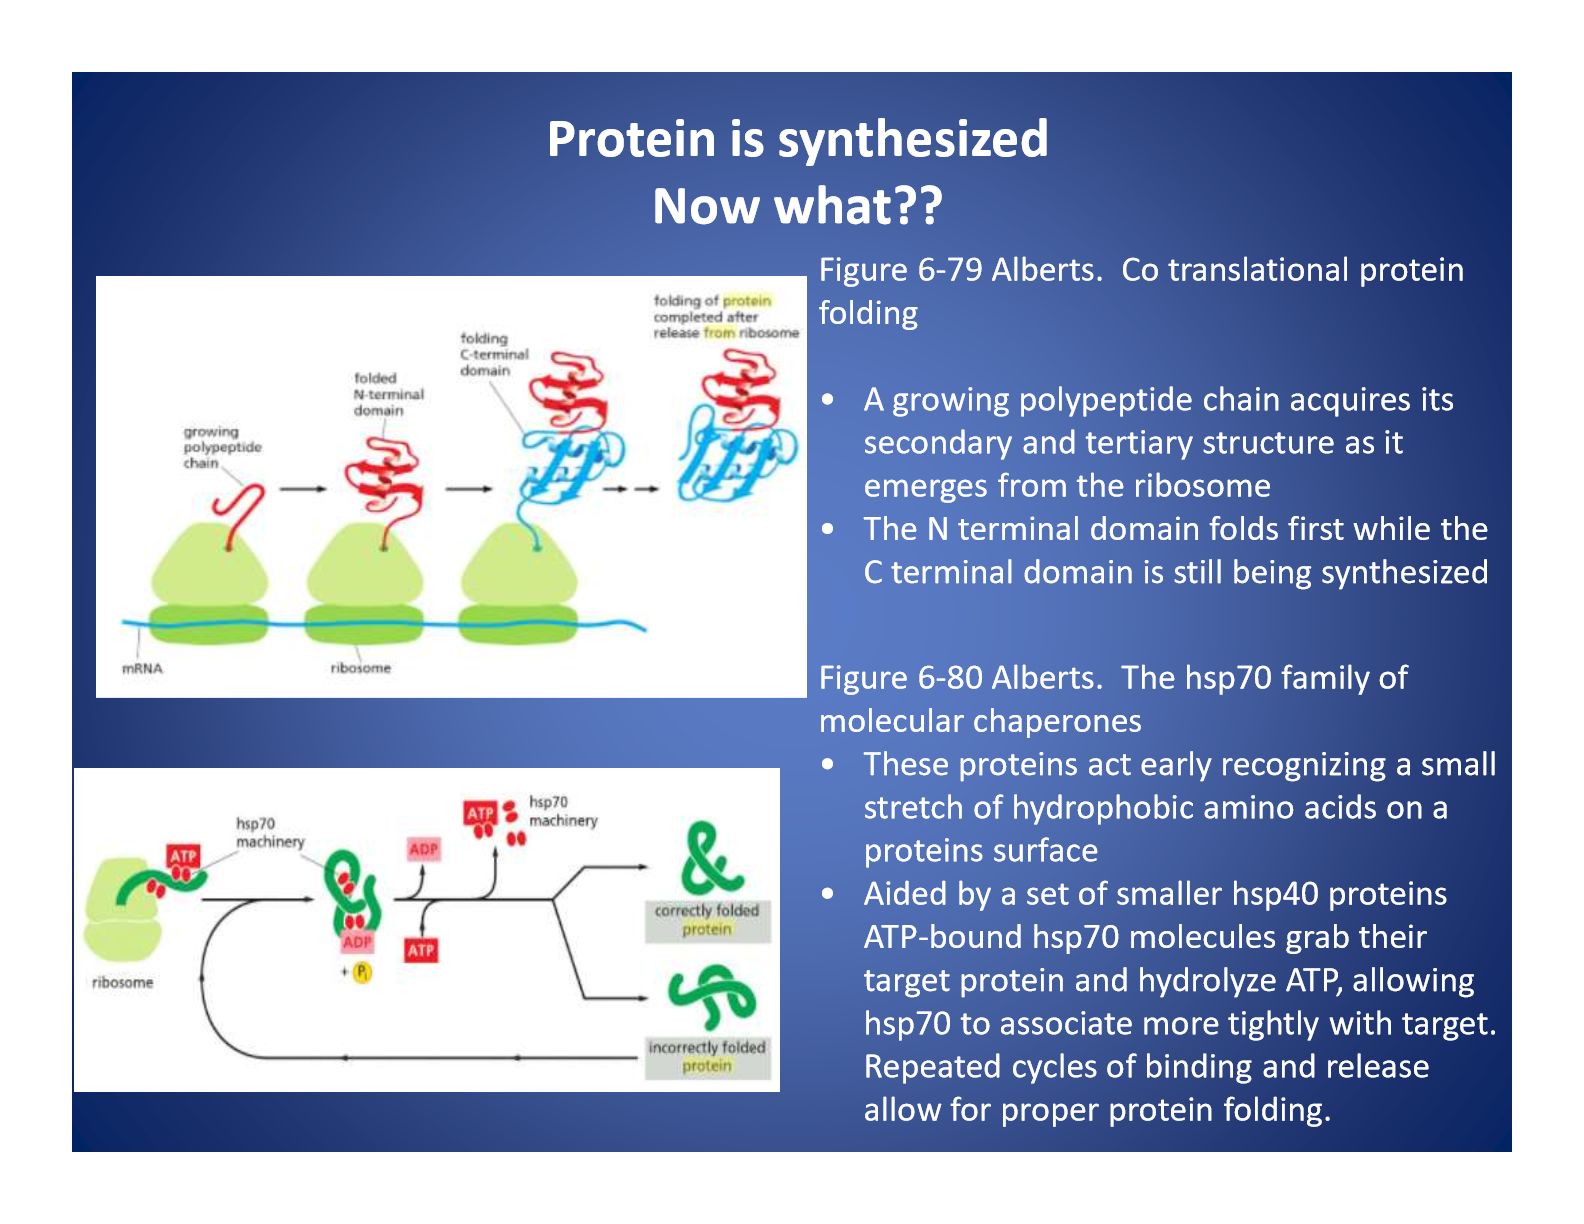 Protein is synthesized
Now what??
Figure 6-79 Alberts.  Co translational protein
folding
• A growing polypeptide chain acquires its
secondary and tertiary structure as it
emerges from the ribosome
• The N terminal domain folds first while the
C terminal domain is still being synthesized
folding of protein
completed after
release from ribosome
folding
C-terminal
domain
folded
N-terminal
domain
growing
polypeptide
chain
mRNA
ribosome
Figure 6-80 Alberts.  The hsp70 family of
molecular chaperones
• These proteins act early recognizing a small
stretch of hydrophobic amino acids on a
proteins surface
• Aided by a set of smaller hsp40 proteins
ATP-bound hsp70 molecules grab their
target protein and hydrolyze ATP, allowing
hsp70 to associate more tightly with target.
Repeated cycles of binding and release
allow for proper protein folding.
hsp70
machinery
ATP
ribosome
ADP
+ Pi
ADP
ATP
ATP
hsp70
machinery
correctly folded
protein
incorrectly folded
protein